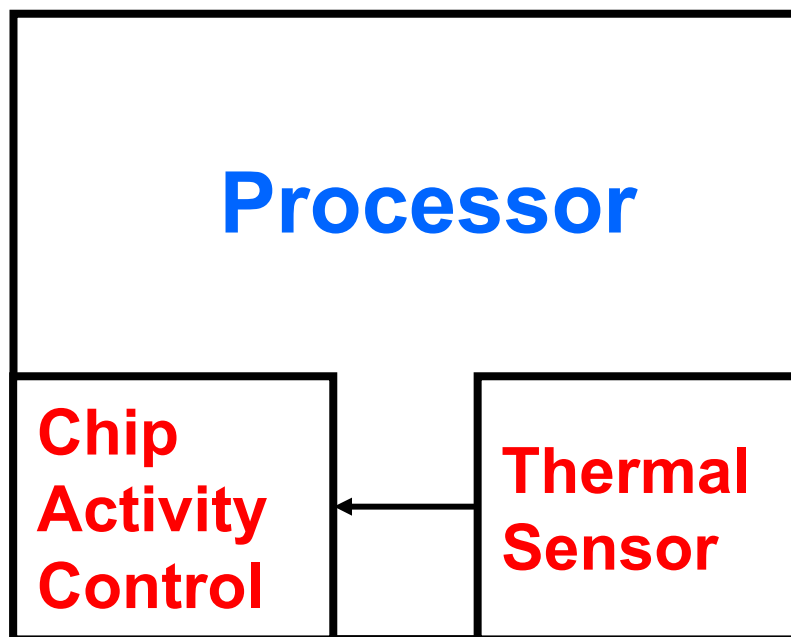 Processor
Chip
Activity
Control
Thermal
Sensor